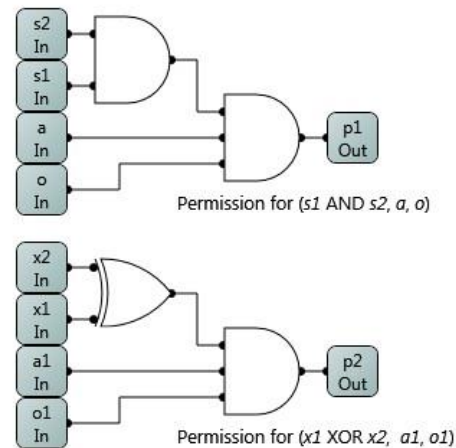 s2
In
s1
In
a
In
o
In
p1
Out
Permission for (s1 AND s2, a, o)
x2
In
x1
In
a1
In
o1
In
p2
Out
Permission for (x1 XOR x2, a1, o1)